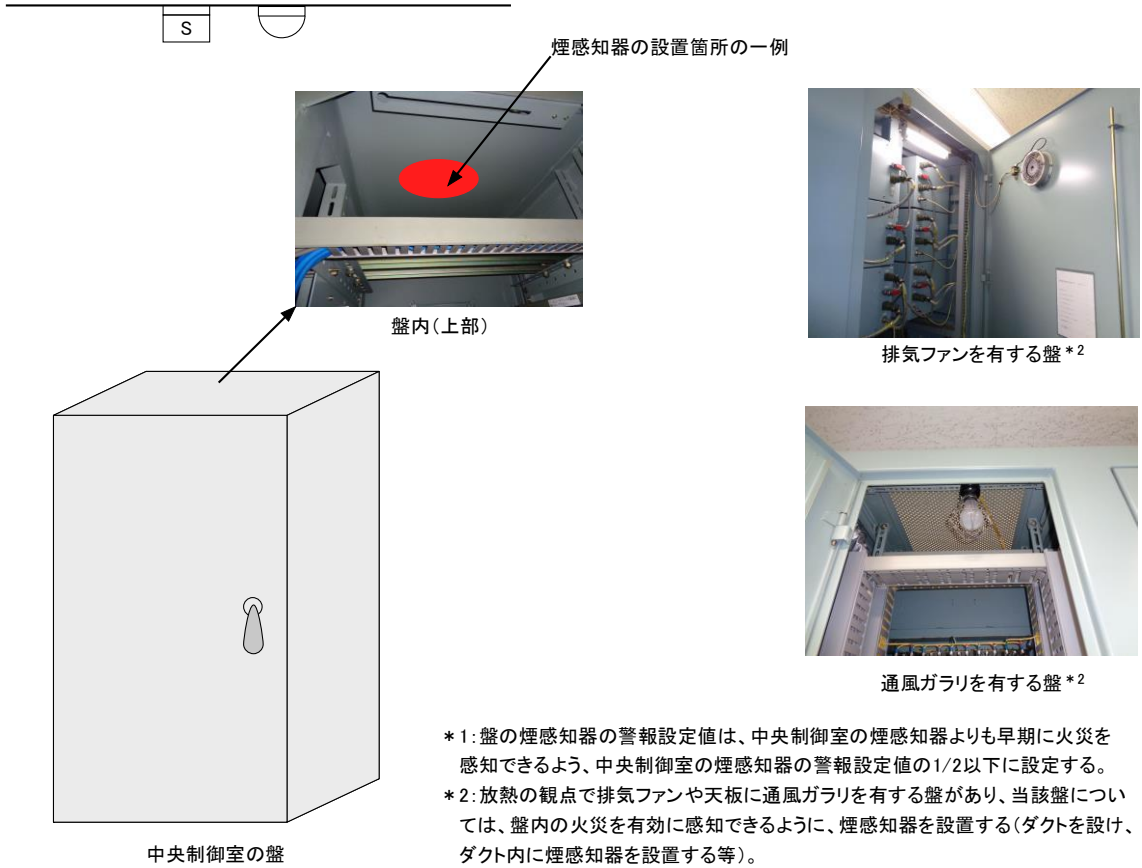 S
煙感知器の設置箇所の一例
盤内(上部)
排気ファンを有する盤*2
通風ガラリを有する盤*2
中央制御室の盤
*1:盤の煙感知器の警報設定値は、中央制御室の煙感知器よりも早期に火災を
感知できるよう、中央制御室の煙感知器の警報設定値の1/2以下に設定する。
*2:放熱の観点で排気ファンや天板に通風ガラリを有する盤があり、当該盤につい
ては、盤内の火災を有効に感知できるように、煙感知器を設置する(ダクトを設け、
ダクト内に煙感知器を設置する等)。